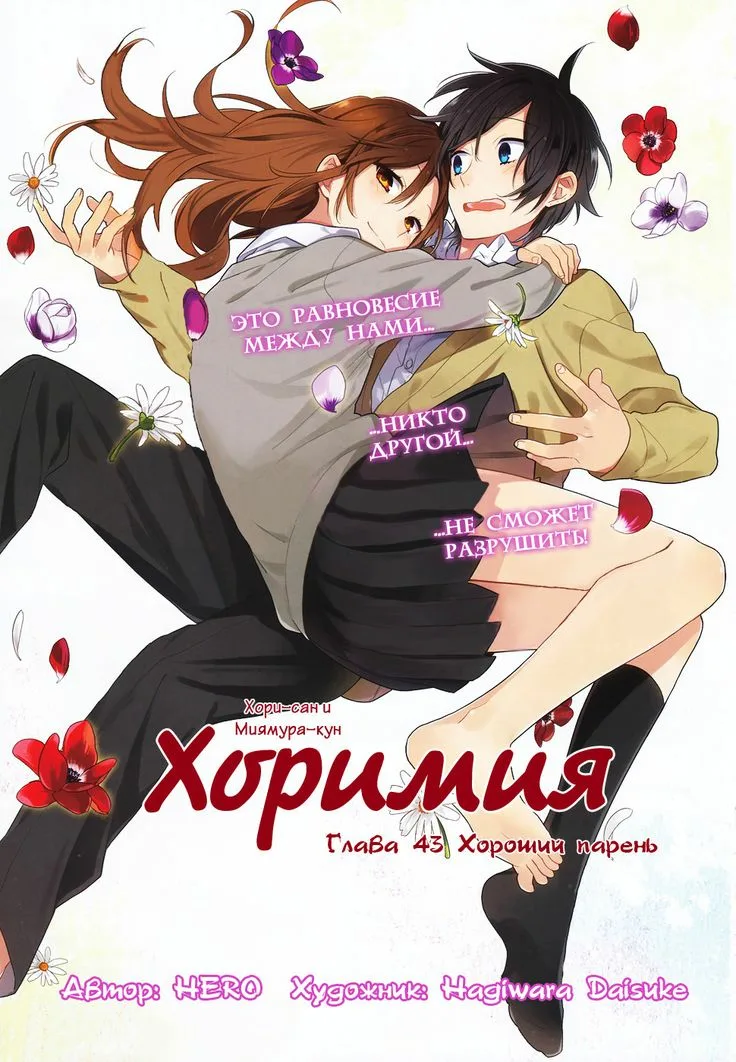 Это равновесие
между нами...
...никто
другой...
...не сможет
разрушить!
Хори-сан и
Миямура-кун
Хоримия
Глава 43 Хороший парень
Автор: HERO Художник: Hagiwara Daisuke